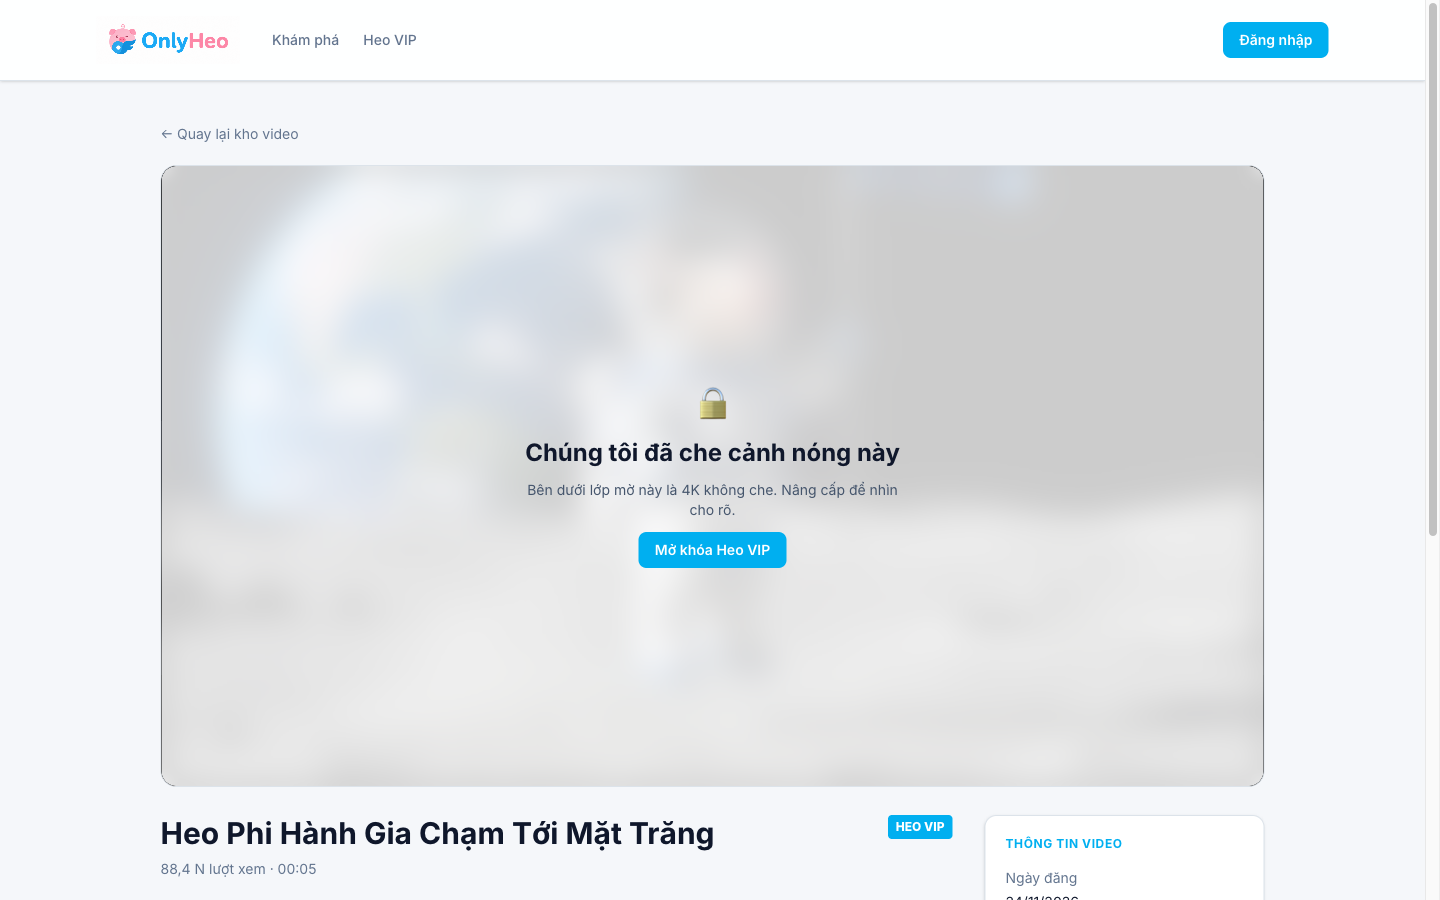 OnlyHeo
Khám phá
Heo VIP
Đăng nhập
← Quay lại kho video
Chúng tôi đã che cảnh nóng này
Bên dưới lớp mờ này là 4K không che. Nâng cấp để nhìn
cho rõ.
Mở khóa Heo VIP
Heo Phi Hành Gia Chạm Tới Mặt Trăng
HEO VIP
88,4 N lượt xem · 00:05
THÔNG TIN VIDEO
Ngày đăng
24/11/2026